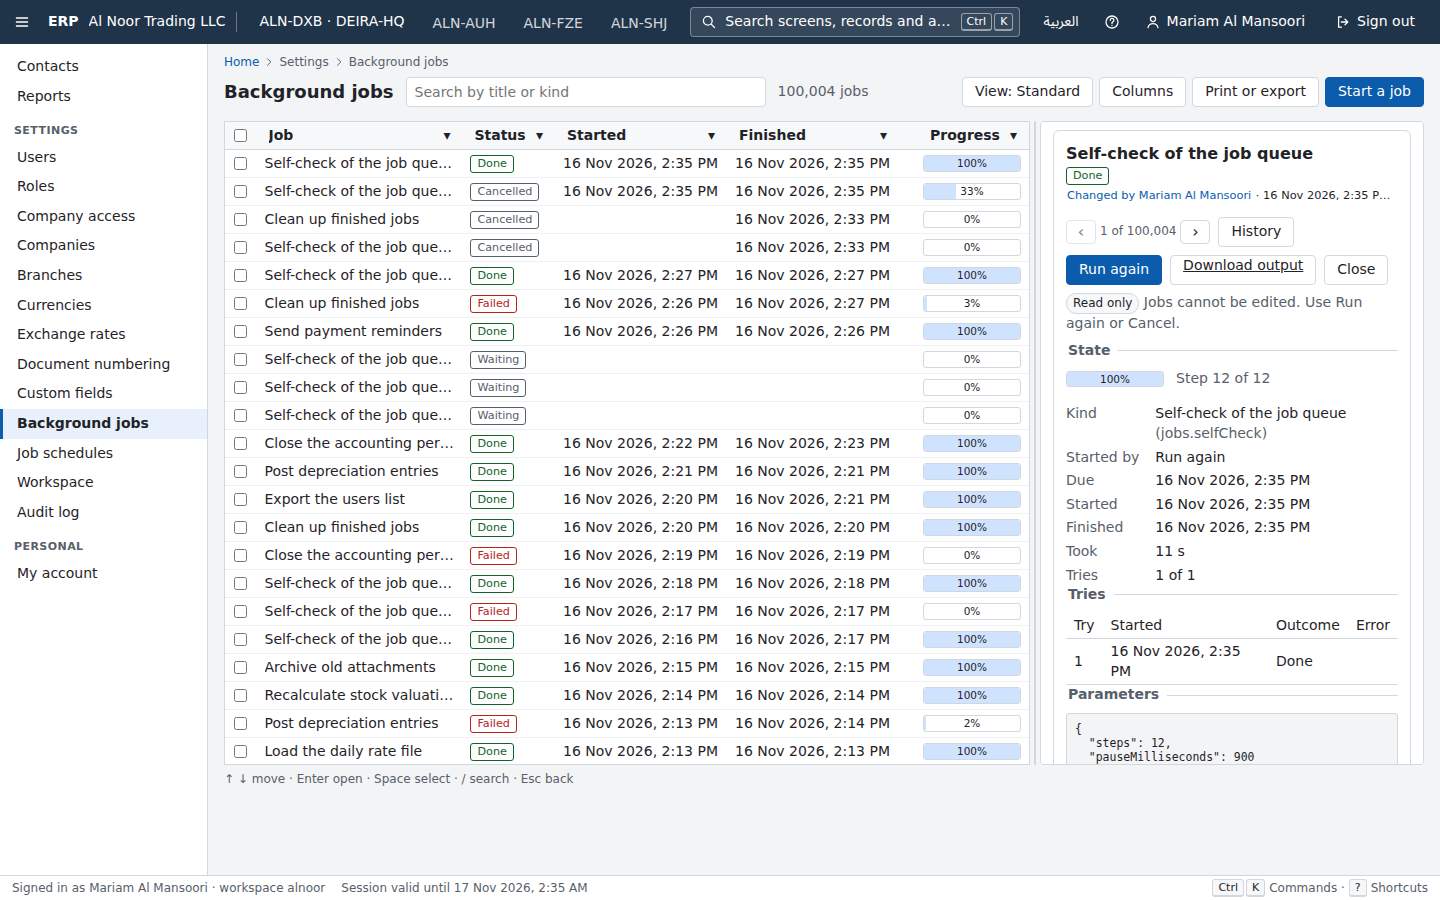 ERP Al Noor Trading LLC ALN-DXB · DEIRA-HQ ALN-AUH ALN-FZE ALN-SHJ Search screens, records and a… Ctrl K العربية Mariam Al Mansoori Sign out
Contacts
Reports
SETTINGS
Users
Roles
Company access
Companies
Branches
Currencies
Exchange rates
Document numbering
Custom fields
Background jobs
Job schedules
Workspace
Audit log
PERSONAL
My account
Home > Settings > Background jobs
Background jobs Search by title or kind 100,004 jobs View: Standard Columns Print or export Start a job
Job ▼ Status ▼ Started ▼ Finished ▼ Progress ▼
Self-check of the job que… Done 16 Nov 2026, 2:35 PM 16 Nov 2026, 2:35 PM 100%
Self-check of the job que… Cancelled 16 Nov 2026, 2:35 PM 16 Nov 2026, 2:35 PM 33%
Clean up finished jobs Cancelled 16 Nov 2026, 2:33 PM 0%
Self-check of the job que… Cancelled 16 Nov 2026, 2:33 PM 0%
Self-check of the job que… Done 16 Nov 2026, 2:27 PM 16 Nov 2026, 2:27 PM 100%
Clean up finished jobs Failed 16 Nov 2026, 2:26 PM 16 Nov 2026, 2:27 PM 3%
Send payment reminders Done 16 Nov 2026, 2:26 PM 16 Nov 2026, 2:26 PM 100%
Self-check of the job que… Waiting 0%
Self-check of the job que… Waiting 0%
Self-check of the job que… Waiting 0%
Close the accounting per… Done 16 Nov 2026, 2:22 PM 16 Nov 2026, 2:23 PM 100%
Post depreciation entries Done 16 Nov 2026, 2:21 PM 16 Nov 2026, 2:21 PM 100%
Export the users list Done 16 Nov 2026, 2:20 PM 16 Nov 2026, 2:21 PM 100%
Clean up finished jobs Done 16 Nov 2026, 2:20 PM 16 Nov 2026, 2:20 PM 100%
Close the accounting per… Failed 16 Nov 2026, 2:19 PM 16 Nov 2026, 2:19 PM 0%
Self-check of the job que… Done 16 Nov 2026, 2:18 PM 16 Nov 2026, 2:18 PM 100%
Self-check of the job que… Failed 16 Nov 2026, 2:17 PM 16 Nov 2026, 2:17 PM 0%
Self-check of the job que… Done 16 Nov 2026, 2:16 PM 16 Nov 2026, 2:17 PM 100%
Archive old attachments Done 16 Nov 2026, 2:15 PM 16 Nov 2026, 2:15 PM 100%
Recalculate stock valuati… Done 16 Nov 2026, 2:14 PM 16 Nov 2026, 2:14 PM 100%
Post depreciation entries Failed 16 Nov 2026, 2:13 PM 16 Nov 2026, 2:14 PM 2%
Load the daily rate file Done 16 Nov 2026, 2:13 PM 16 Nov 2026, 2:13 PM 100%
↑ ↓ move · Enter open · Space select · / search · Esc back
Self-check of the job queue
Done
Changed by Mariam Al Mansoori · 16 Nov 2026, 2:35 P…
‹ 1 of 100,004 › History
Run again Download output Close
Read only Jobs cannot be edited. Use Run
again or Cancel.
State
100% Step 12 of 12
Kind Self-check of the job queue
(jobs.selfCheck)
Started by Run again
Due 16 Nov 2026, 2:35 PM
Started 16 Nov 2026, 2:35 PM
Finished 16 Nov 2026, 2:35 PM
Took 11 s
Tries 1 of 1
Tries
Try Started Outcome Error
1 16 Nov 2026, 2:35 PM Done
Parameters
{
"steps": 12,
"pauseMilliseconds": 900
Signed in as Mariam Al Mansoori · workspace alnoor Session valid until 17 Nov 2026, 2:35 AM Ctrl K Commands · ? Shortcuts